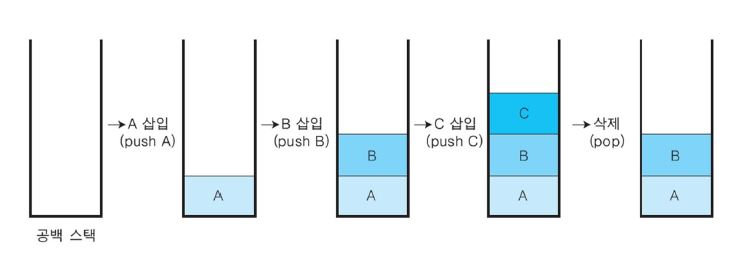 →A 삽입
(push A)
A
→B 삽입
(push B)
B
A
→C 삽입
(push C)
C
B
A
→삭제
(pop)
B
A
공백 스택